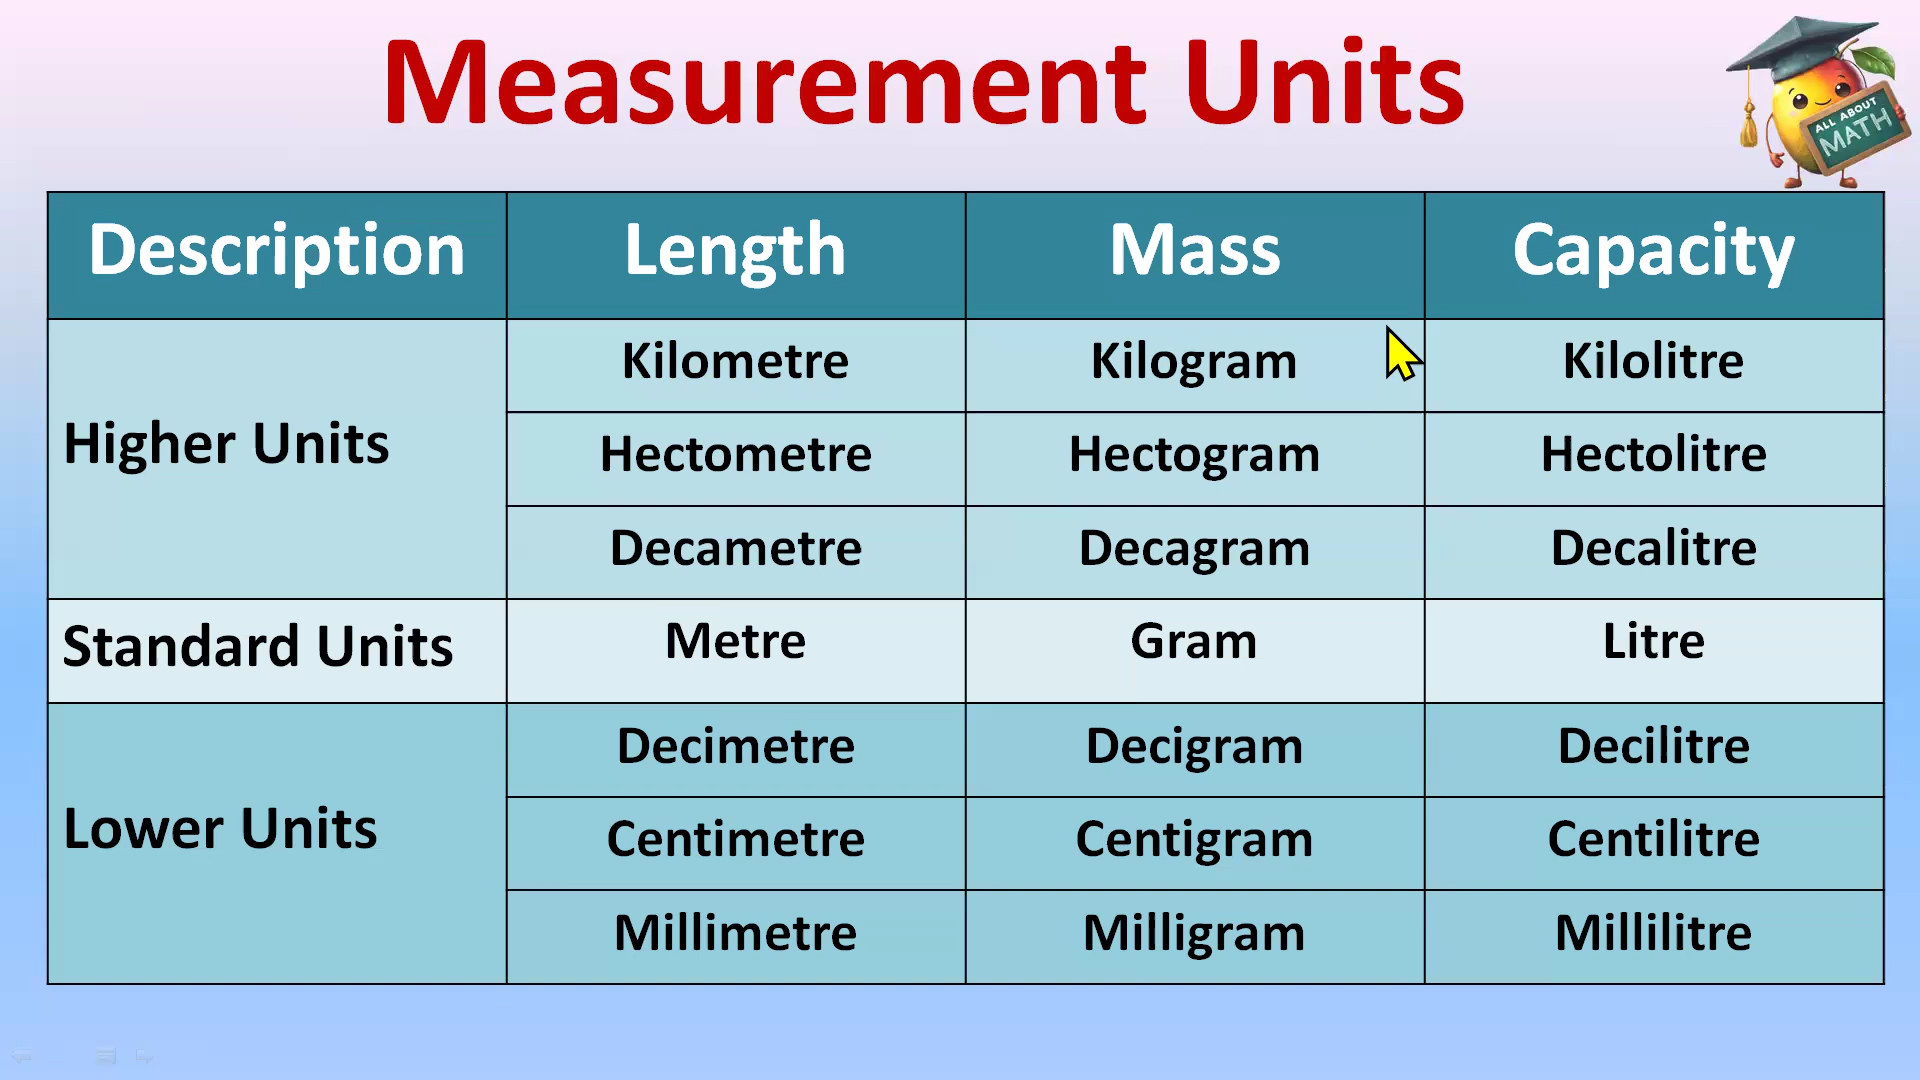 Measurement Units
ALL ABOUT
MATH
Description Length Mass Capacity
Higher Units
Kilometre Kilogram Kilolitre
Hectometre Hectogram Hectolitre
Decametre Decagram Decalitre
Standard Units Metre Gram Litre
Lower Units
Decimetre Decigram Decilitre
Centimetre Centigram Centilitre
Millimetre Milligram Millilitre